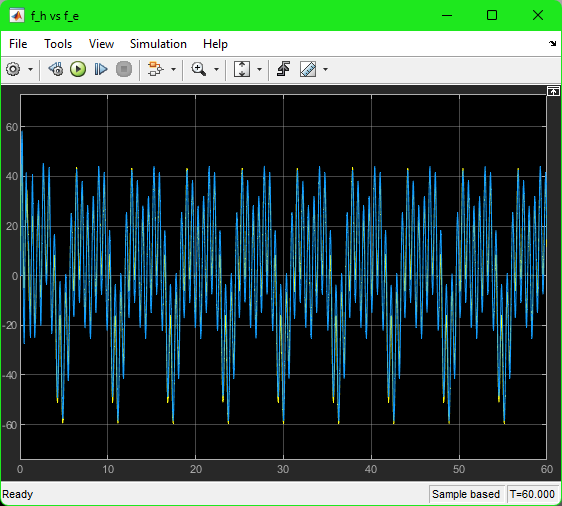 f_h vs f_e
File Tools View Simulation Help
60
40
20
0
-20
-40
-60
0 10 20 30 40 50 60
Ready Sample based T=60.000